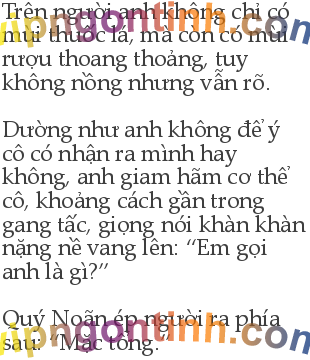 Trên người anh không chỉ có
mùi thuốc lá, mà còn có mùi
rượu thoang thoảng, tuy
không nồng nhưng vẫn rõ.
Dường như anh không để ý
cô có nhận ra mình hay
không, anh giam hãm cơ thể
cô, khoảng cách gần trong
gang tấc, giọng nói khàn khàn
nặng nề vang lên: “Em gọi
anh là gì?”
Quý Noãn ép người ra phía
sau: “Mặc tổng.
vipngontinh.com